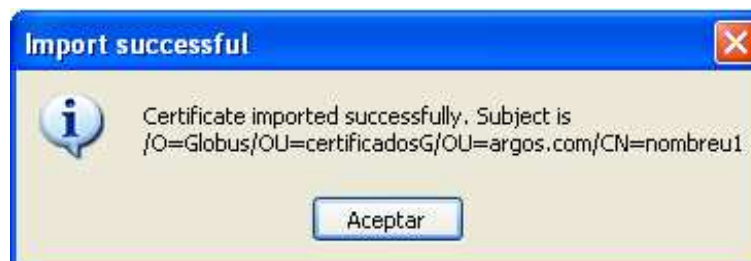 Import successful
Certificate imported successfully. Subject is
/O=Globus/OU=certificadosG/OU=argos.com/CN=nombreu1
Aceptar